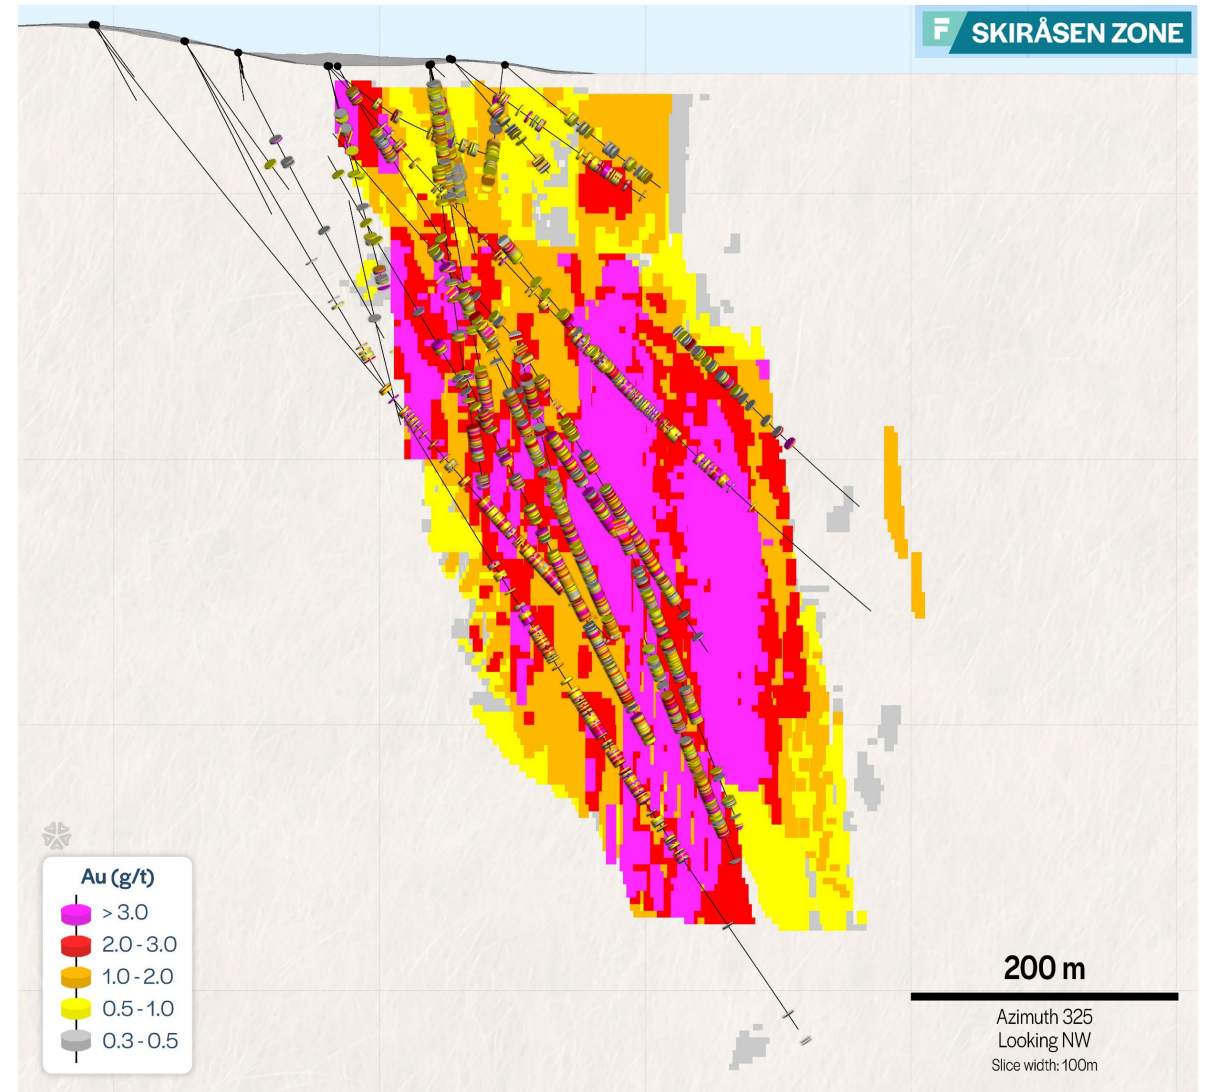 F SKIRÅSEN ZONE
Au (g/t)
> 3.0
2.0 - 3.0
1.0 - 2.0
0.5 - 1.0
0.3 - 0.5
200 m
Azimuth 325
Looking NW
Slice width: 100m